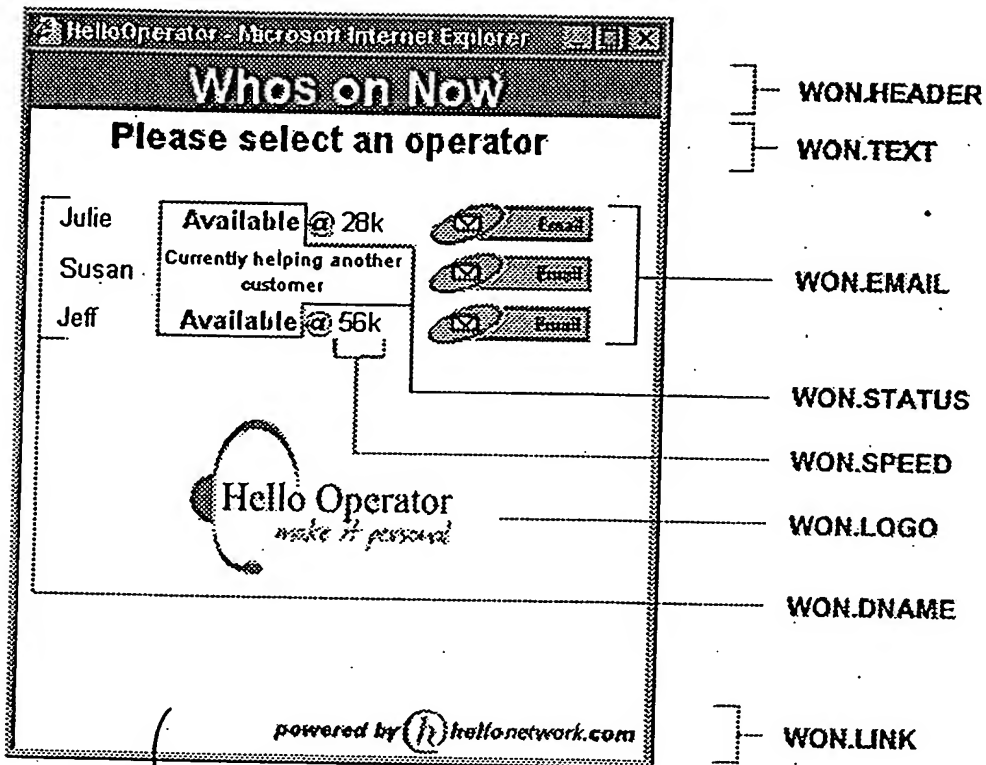 HelloOperator - Microsoft Internet Explorer
Whos on Now
WON.HEADER
Please select an operator
WON.TEXT
Julie Available @ 28k Email
Susan Currently helping another customer Email
WON.EMAIL
Jeff Available @ 56k Email
WON.STATUS
WON.SPEED
Hello Operator
make it personal
WON.LOGO
WON.DNAME
powered by h hellonetwork.com
WON.LINK